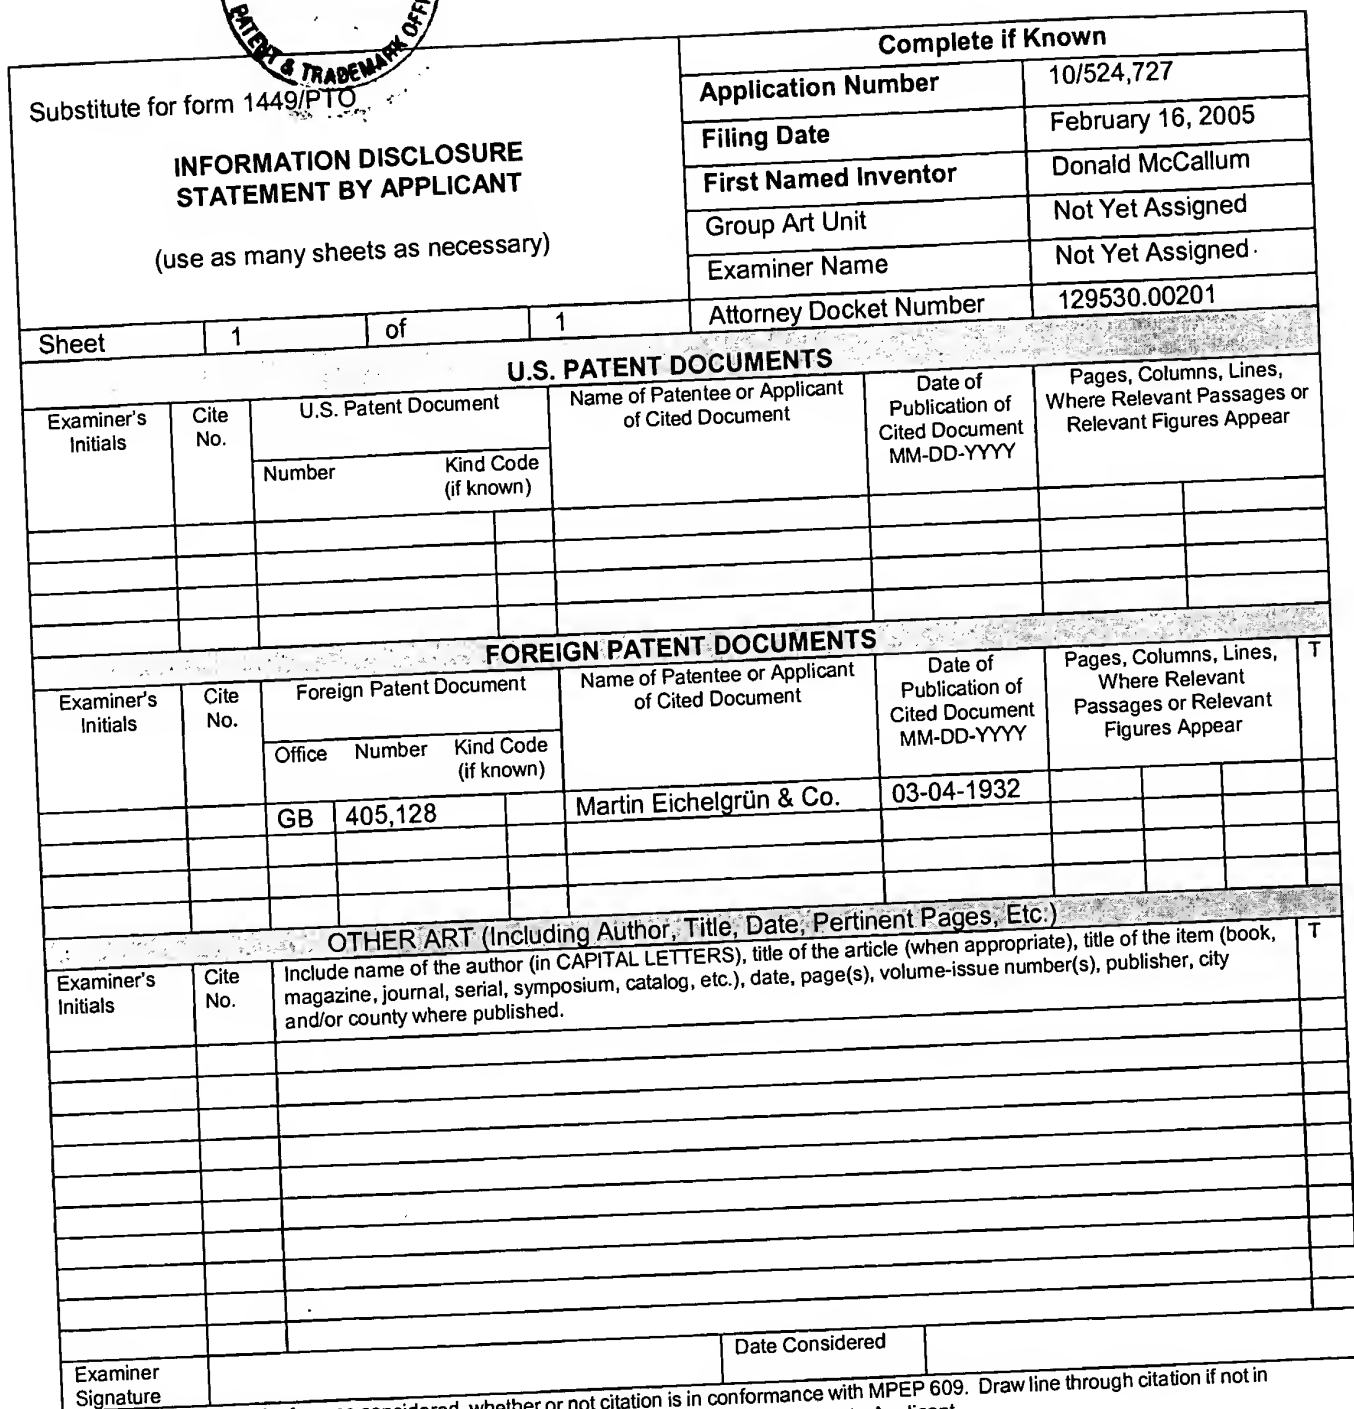 PATENT & TRADEMARK
Substitute for form 1449/PTO
INFORMATION DISCLOSURE
STATEMENT BY APPLICANT
(use as many sheets as necessary)
Sheet 1 of 1
Complete if Known
Application Number 10/524,727
Filing Date February 16, 2005
First Named Inventor Donald McCallum
Group Art Unit Not Yet Assigned
Examiner Name Not Yet Assigned
Attorney Docket Number 129530.00201
U.S. PATENT DOCUMENTS
Examiner's
Initials
Cite
No.
U.S. Patent Document
Number
Kind Code
(if known)
Name of Patentee or Applicant
of Cited Document
Date of
Publication of
Cited Document
MM-DD-YYYY
Pages, Columns, Lines,
Where Relevant Passages or
Relevant Figures Appear
FOREIGN PATENT DOCUMENTS
Examiner's
Initials
Cite
No.
Foreign Patent Document
Office
Number
Kind Code
(if known)
Name of Patentee or Applicant
of Cited Document
Date of
Publication of
Cited Document
MM-DD-YYYY
Pages, Columns, Lines,
Where Relevant
Passages or Relevant
Figures Appear
T
GB 405,128 Martin Eichelgrün & Co. 03-04-1932
OTHER ART (Including Author, Title, Date, Pertinent Pages, Etc.)
Examiner's
Initials
Cite
No.
Include name of the author (in CAPITAL LETTERS), title of the article (when appropriate), title of the item (book,
magazine, journal, serial, symposium, catalog, etc.), date, page(s), volume-issue number(s), publisher, city
and/or county where published.
T
Examiner
Signature
Date Considered
considered, whether or not citation is in conformance with MPEP 609. Draw line through citation if not in